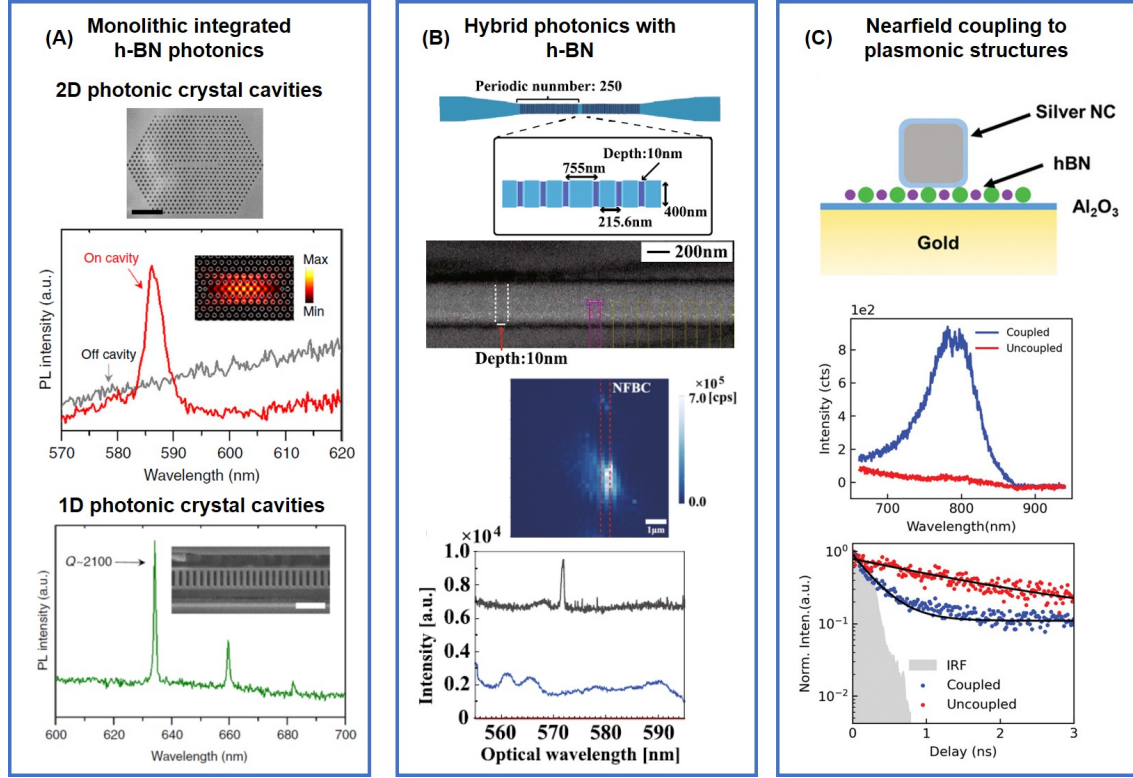 (A) Monolithic integrated
h-BN photonics
2D photonic crystal cavities
On cavity
Max
Min
Off cavity
PL intensity (a.u.)
570 580 590 600 610 620
Wavelength (nm)
1D photonic crystal cavities
Q~2100
PL intensity (a.u.)
600 620 640 660 680 700
Wavelength (nm)
(B) Hybrid photonics with
h-BN
Periodic nunmber: 250
Depth:10nm
755nm
400nm
215.6nm
200nm
Depth:10nm
NFBC
×10⁵
7.0 [cps]
0.0
1μm
×10⁴
1.0
0.8
0.6
0.4
0.2
0
Intensity [a.u.]
560 570 580 590
Optical wavelength [nm]
(C) Nearfield coupling to
plasmonic structures
Silver NC
hBN
Al₂O₃
Gold
1e2
Coupled
Uncoupled
8
6
4
2
0
Intensity (cts)
700 800 900
Wavelength(nm)
10⁰
10⁻¹
10⁻²
Norm. Inten.(a.u.)
IRF
Coupled
Uncoupled
0 1 2 3
Delay (ns)